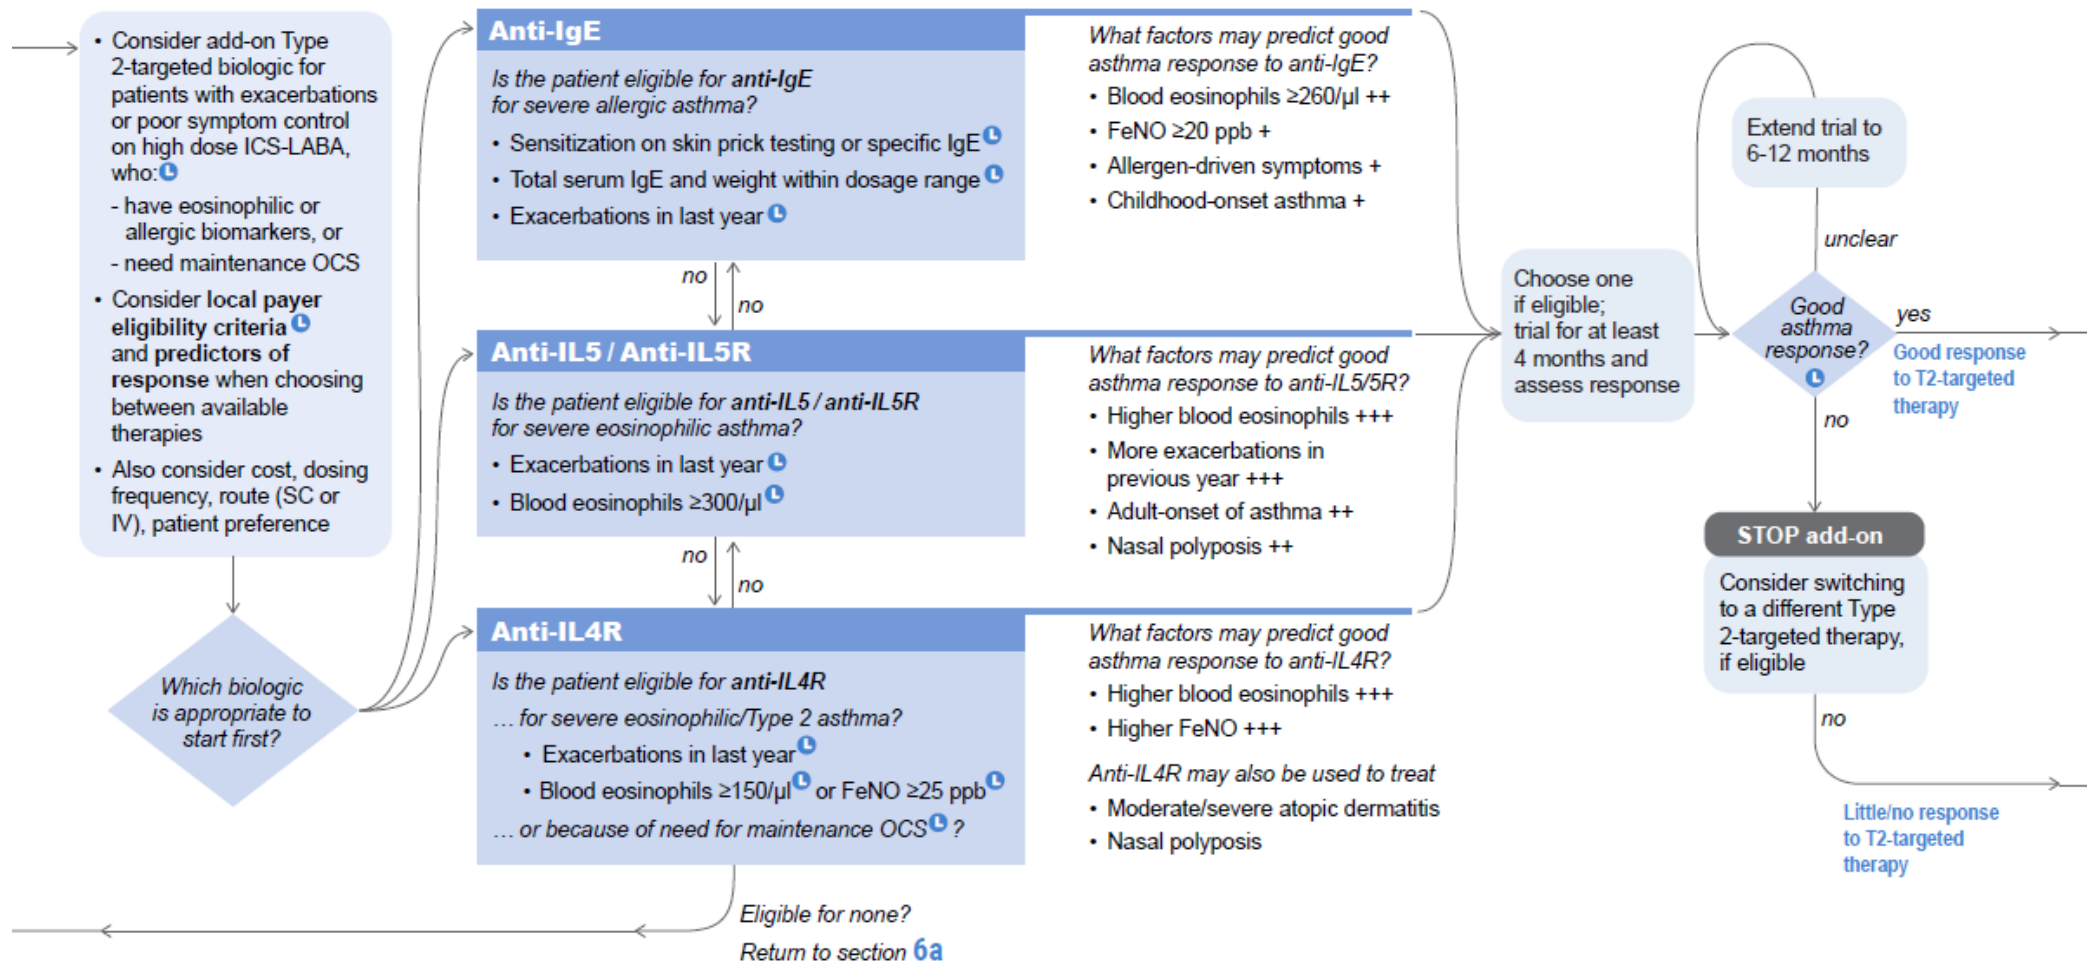 • Consider add-on Type
2-targeted biologic for
patients with exacerbations
or poor symptom control
on high dose ICS-LABA,
who:
- have eosinophilic or
allergic biomarkers, or
- need maintenance OCS
• Consider local payer
eligibility criteria
and predictors of
response when choosing
between available
therapies
• Also consider cost, dosing
frequency, route (SC or
IV), patient preference
Which biologic
is appropriate to
start first?
Anti-IgE
Is the patient eligible for anti-IgE
for severe allergic asthma?
• Sensitization on skin prick testing or specific IgE
• Total serum IgE and weight within dosage range
• Exacerbations in last year
What factors may predict good
asthma response to anti-IgE?
• Blood eosinophils ≥260/µl ++
• FeNO ≥20 ppb +
• Allergen-driven symptoms +
• Childhood-onset asthma +
no
no
Anti-IL5 / Anti-IL5R
Is the patient eligible for anti-IL5 / anti-IL5R
for severe eosinophilic asthma?
• Exacerbations in last year
• Blood eosinophils ≥300/µl
What factors may predict good
asthma response to anti-IL5/5R?
• Higher blood eosinophils +++
• More exacerbations in
previous year +++
• Adult-onset of asthma ++
• Nasal polyposis ++
no
no
Anti-IL4R
Is the patient eligible for anti-IL4R
... for severe eosinophilic/Type 2 asthma?
• Exacerbations in last year
• Blood eosinophils ≥150/µl or FeNO ≥25 ppb
... or because of need for maintenance OCS ?
What factors may predict good
asthma response to anti-IL4R?
• Higher blood eosinophils +++
• Higher FeNO +++
Anti-IL4R may also be used to treat
• Moderate/severe atopic dermatitis
• Nasal polyposis
Eligible for none?
Return to section 6a
Choose one
if eligible;
trial for at least
4 months and
assess response
Extend trial to
6-12 months
unclear
Good
asthma
response?
yes
Good response
to T2-targeted
therapy
no
STOP add-on
Consider switching
to a different Type
2-targeted therapy,
if eligible
no
Little/no response
to T2-targeted
therapy